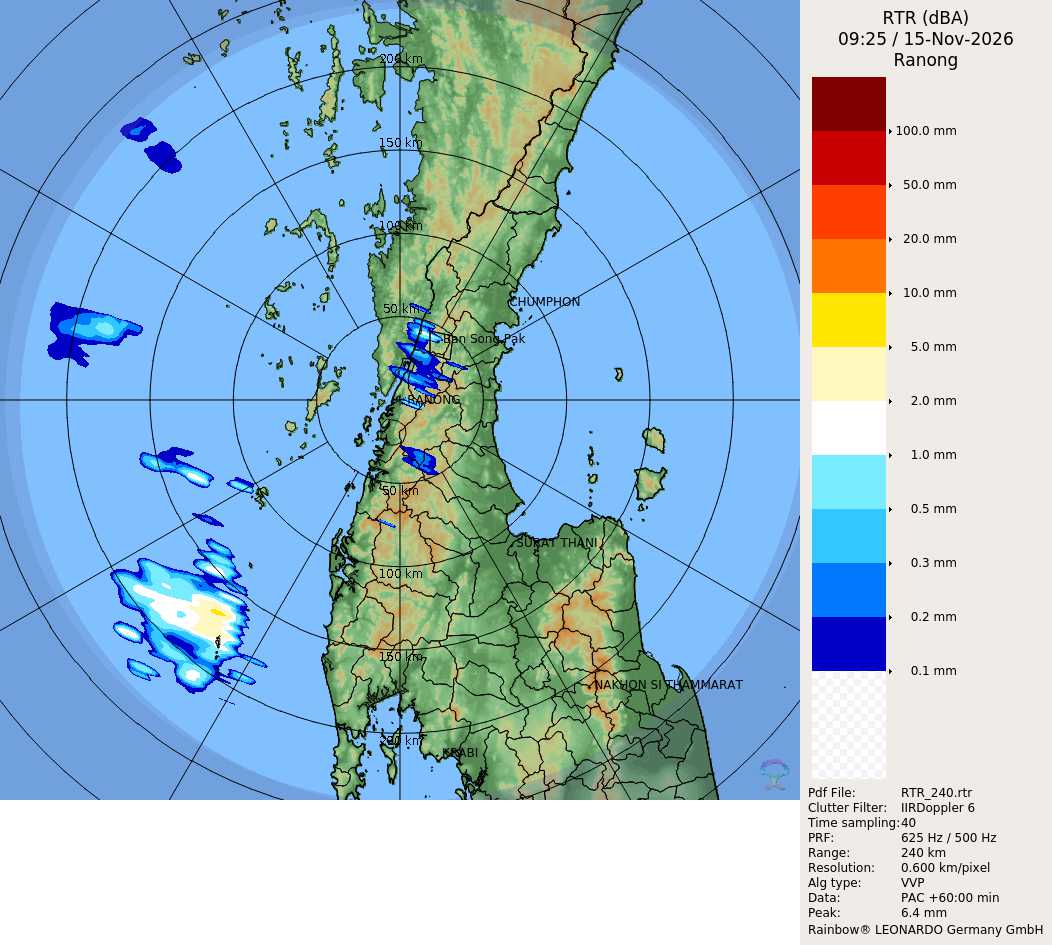 RTR (dBA)
09:25 / 15-Nov-2026
Ranong
200 km
150 km
100 km
50 km
CHUMPHON
Ban Song Pak
RANONG
50 km
SURAT THANI
100 km
150 km
NAKHON SI THAMMARAT
200 km
KRABI
100.0 mm
50.0 mm
20.0 mm
10.0 mm
5.0 mm
2.0 mm
1.0 mm
0.5 mm
0.3 mm
0.2 mm
0.1 mm
Pdf File: RTR_240.rtr
Clutter Filter: IIRDoppler 6
Time sampling:40
PRF: 625 Hz / 500 Hz
Range: 240 km
Resolution: 0.600 km/pixel
Alg type: VVP
Data: PAC +60:00 min
Peak: 6.4 mm
Rainbow® LEONARDO Germany GmbH